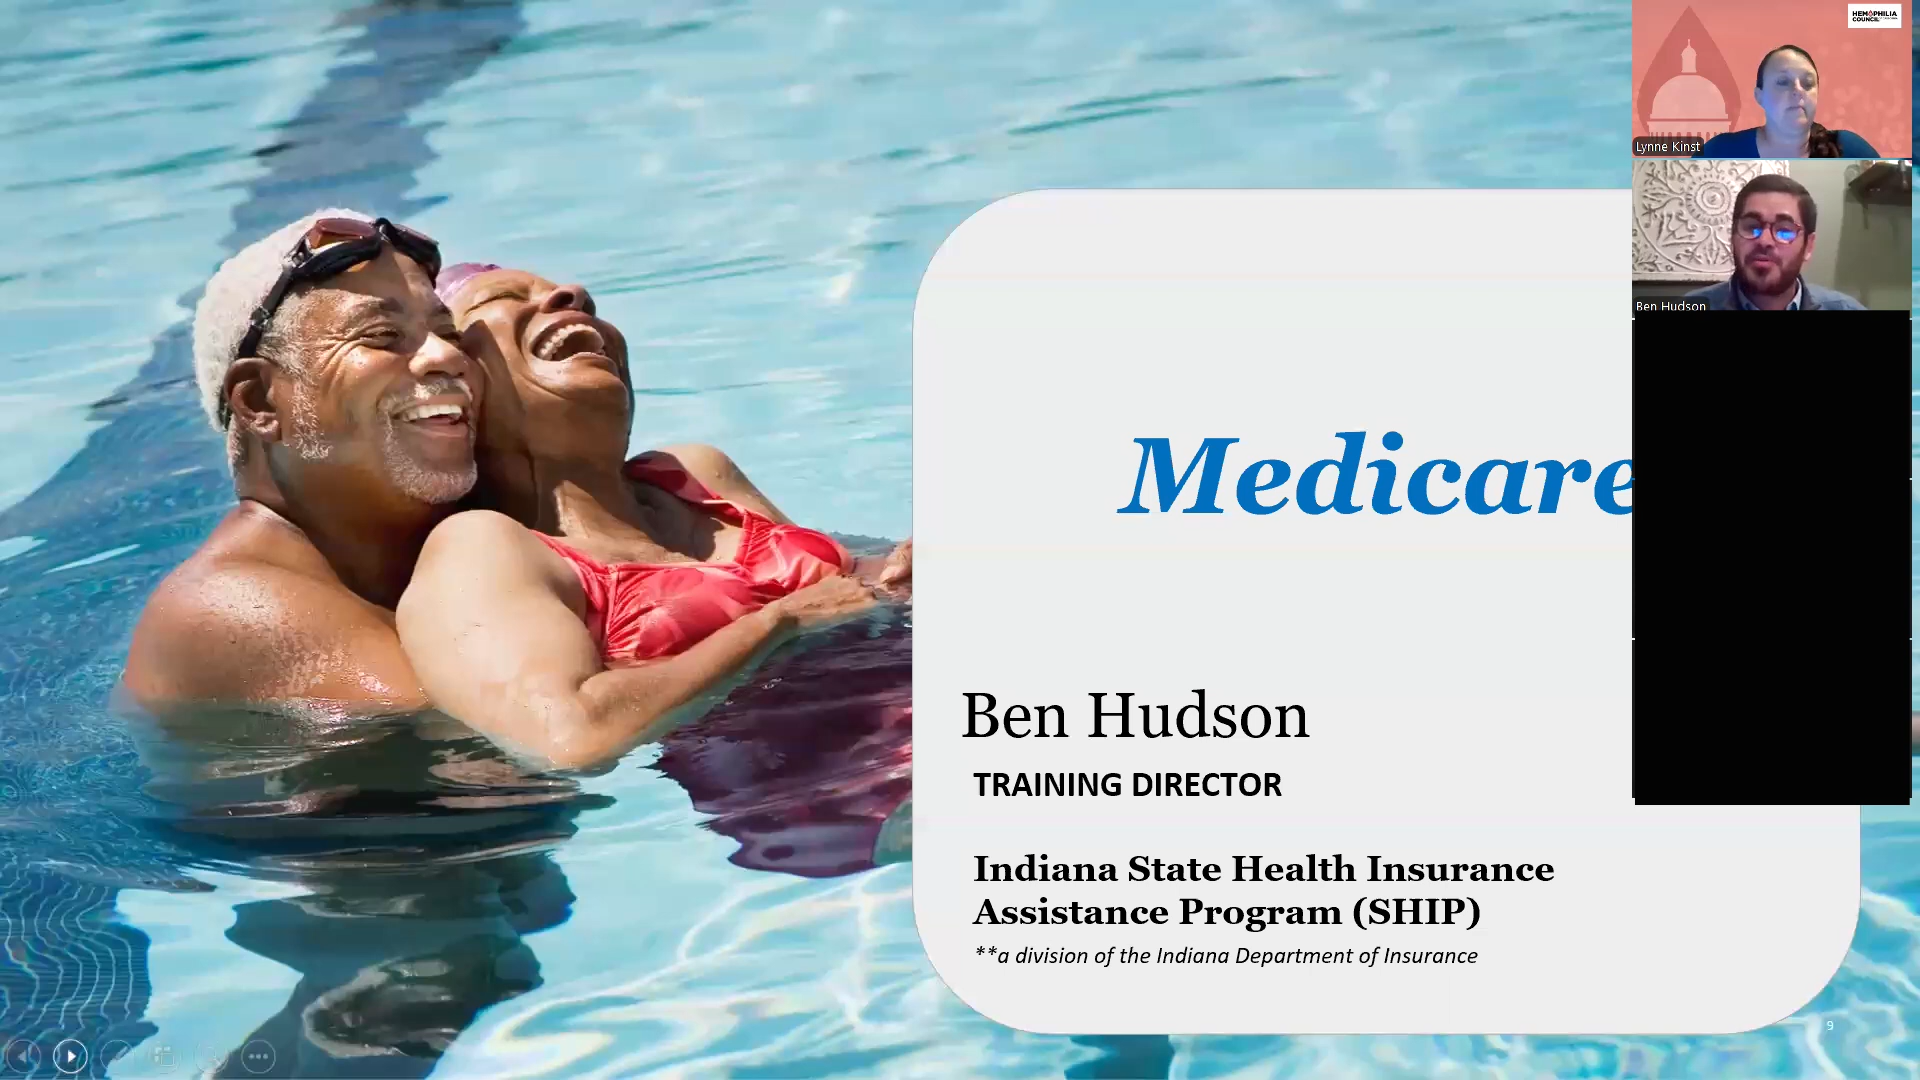 HEMOPHILIA
COUNCIL
Lynne Kinst
Ben Hudson
Medicare
Ben Hudson
TRAINING DIRECTOR
Indiana State Health Insurance
Assistance Program (SHIP)
**a division of the Indiana Department of Insurance
9